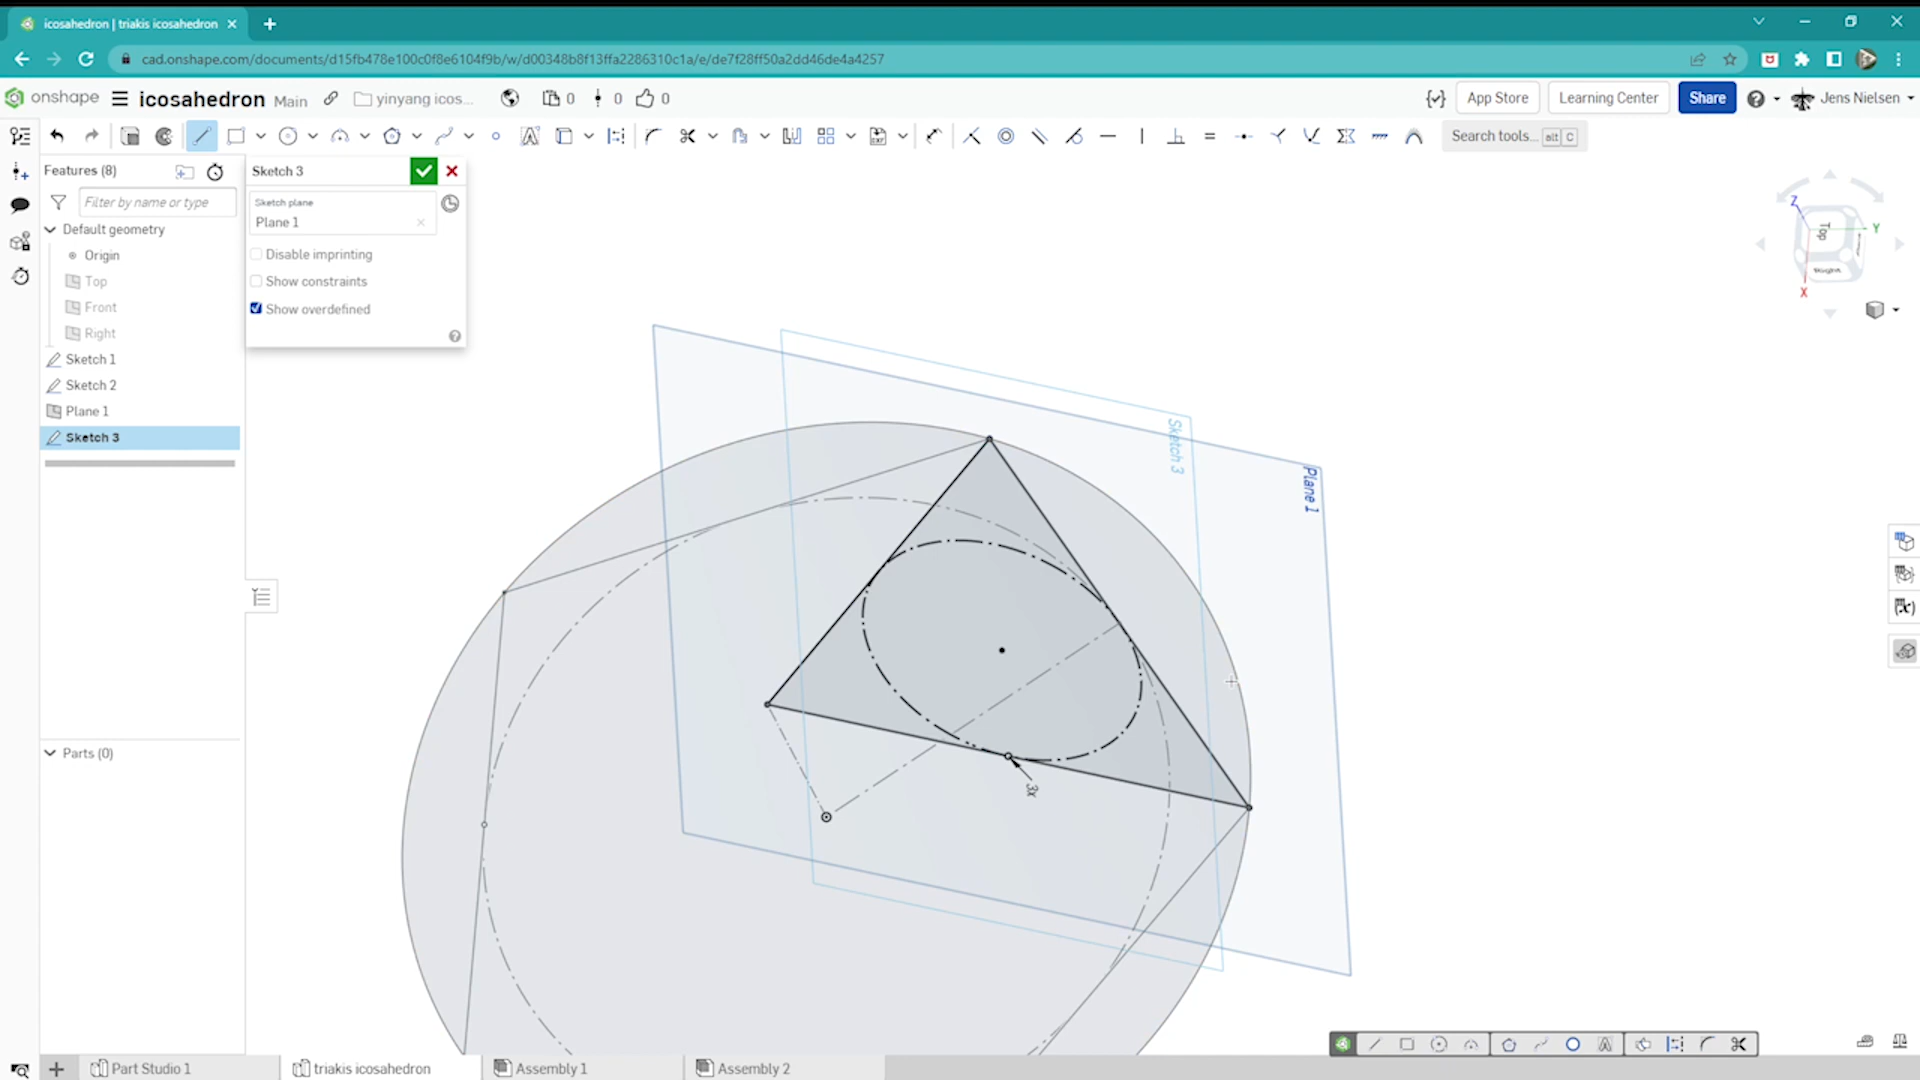 icosahedron | triakis icosahedron
cad.onshape.com/documents/d15fb478e100c0f8e6104f9b/w/d00348b8f13ffa2286310c1a/e/de7f28ff50a2dd46de4a4257
onshape
icosahedron Main
yinyang icos...
0
0
0
App Store
Learning Center
Share
Jens Nielsen
Search tools... alt C
Features (8)
Filter by name or type
Default geometry
Origin
Top
Front
Right
Sketch 1
Sketch 2
Plane 1
Sketch 3
Parts (0)
Sketch 3
Sketch plane
Plane 1
Disable imprinting
Show constraints
Show overdefined
Sketch 3
Plane 1
3x
Z
Y
X
Top
Right
Part Studio 1
triakis icosahedron
Assembly 1
Assembly 2